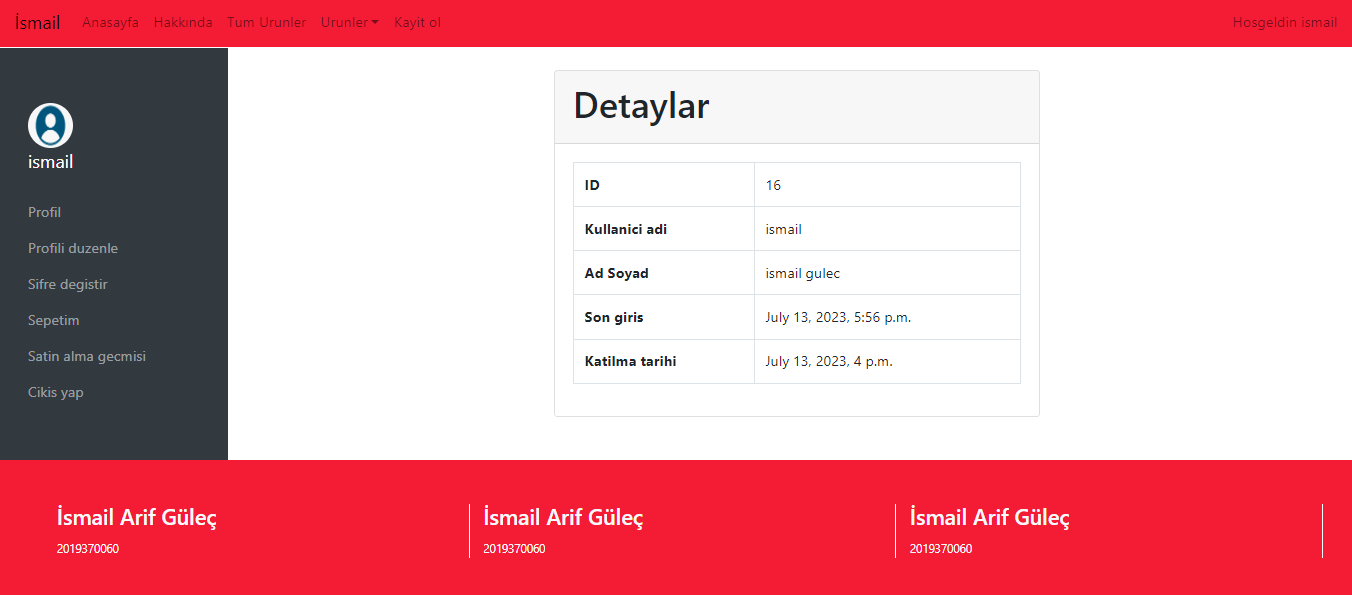 İsmail Anasayfa Hakkında Tum Urunler Urunler Kayit ol Hosgeldin ismail
ismail
Profil
Profili duzenle
Sifre degistir
Sepetim
Satin alma gecmisi
Cikis yap
Detaylar
ID 16
Kullanici adi ismail
Ad Soyad ismail gulec
Son giris July 13, 2023, 5:56 p.m.
Katilma tarihi July 13, 2023, 4 p.m.
İsmail Arif Güleç İsmail Arif Güleç İsmail Arif Güleç
2019370060 2019370060 2019370060